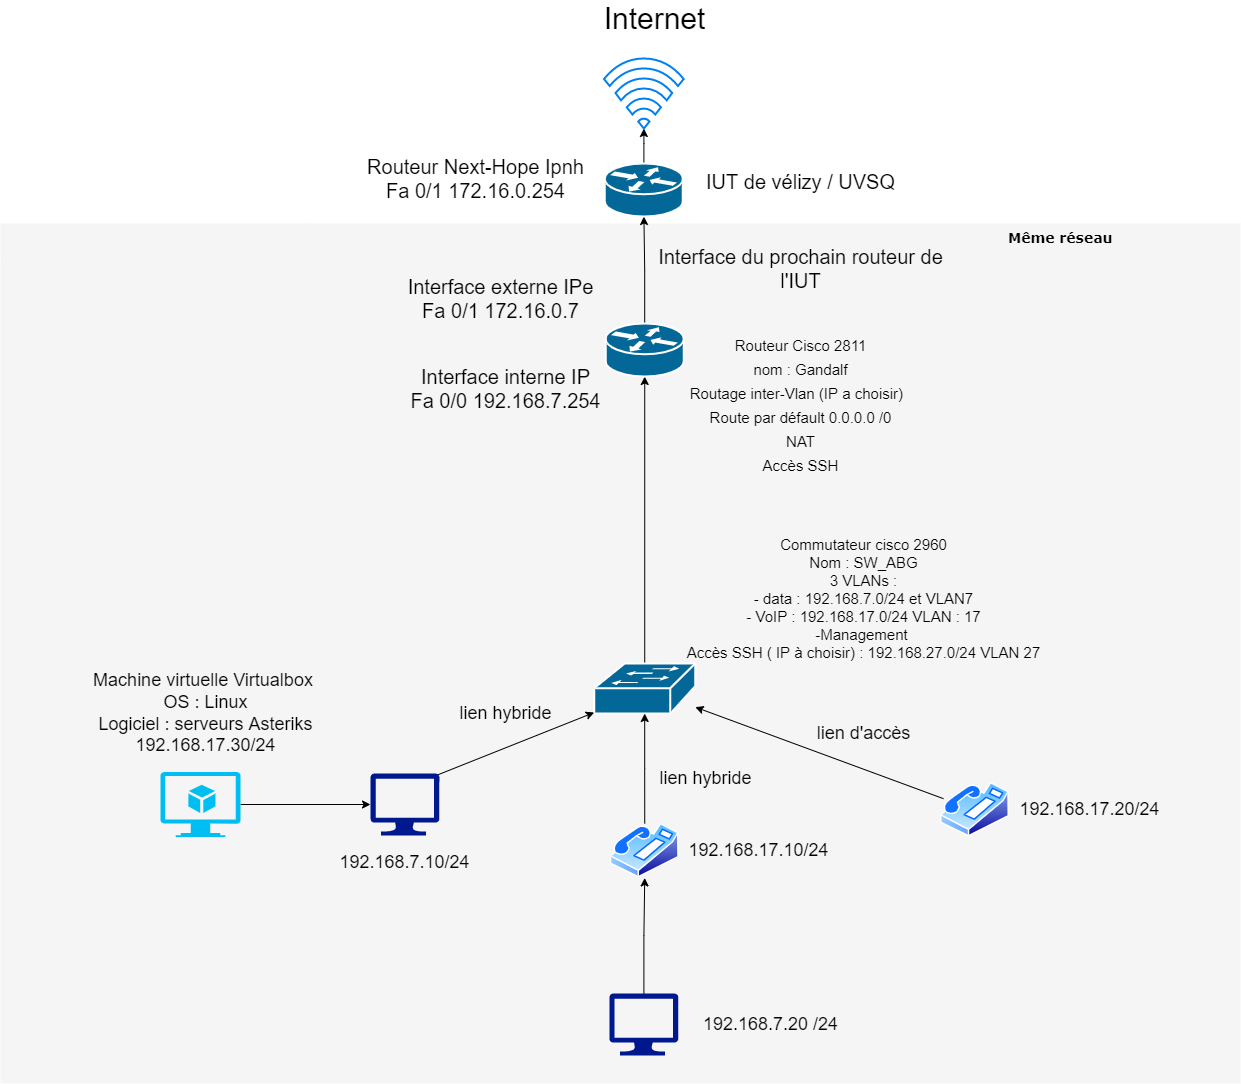 Internet
Routeur Next-Hope Ipnh
Fa 0/1 172.16.0.254
IUT de vélizy / UVSQ
Même réseau
Interface du prochain routeur de
l'IUT
Interface externe IPe
Fa 0/1 172.16.0.7
Interface interne IP
Fa 0/0 192.168.7.254
Routeur Cisco 2811
nom : Gandalf
Routage inter-Vlan (IP a choisir)
Route par défault 0.0.0.0 /0
NAT
Accès SSH
Commutateur cisco 2960
Nom : SW_ABG
3 VLANs :
- data : 192.168.7.0/24 et VLAN7
- VoIP : 192.168.17.0/24 VLAN : 17
-Management
Accès SSH ( IP à choisir) : 192.168.27.0/24 VLAN 27
Machine virtuelle Virtualbox
OS : Linux
Logiciel : serveurs Asteriks
192.168.17.30/24
lien hybride
lien d'accès
lien hybride
192.168.17.20/24
192.168.7.10/24
192.168.17.10/24
192.168.7.20 /24